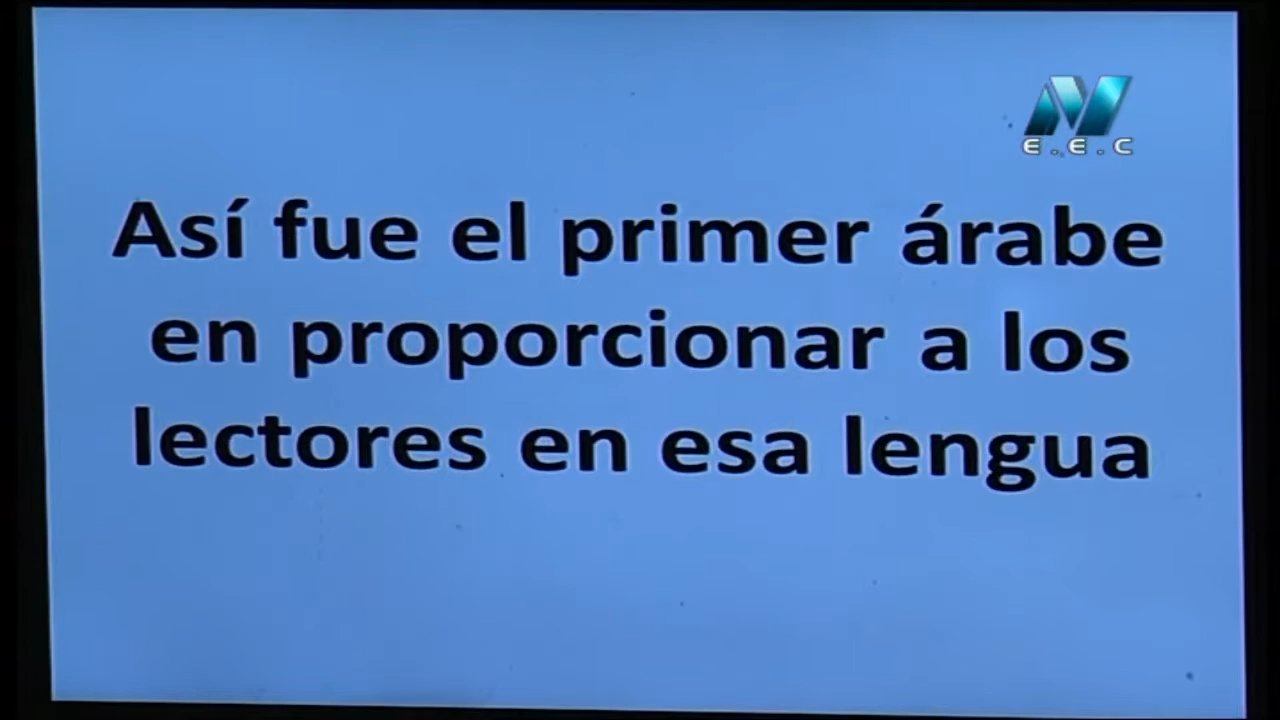 E.E.C
Así fue el primer árabe
en proporcionar a los
lectores en esa lengua